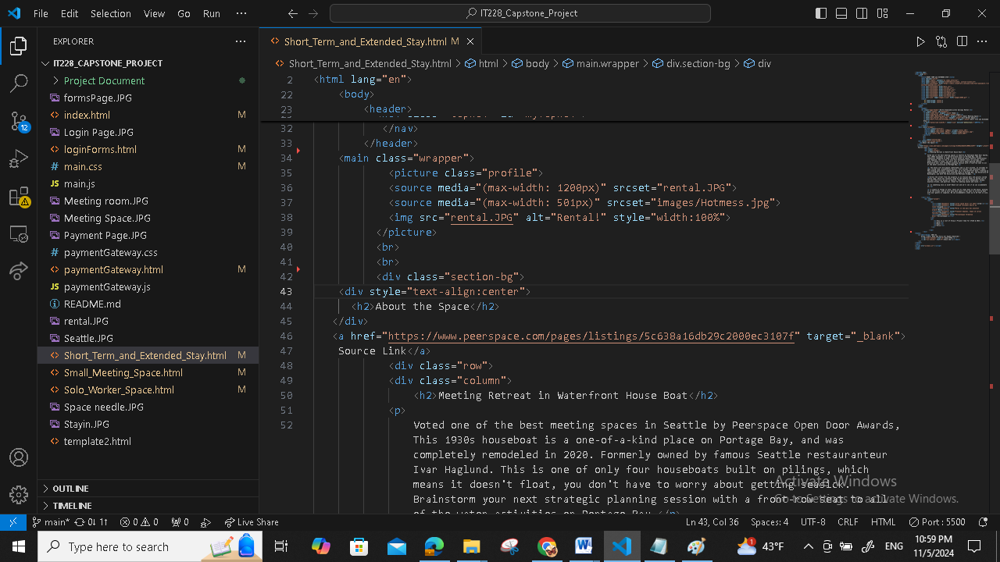 File Edit Selection View Go Run ··· IT228_Capstone_Project
EXPLORER
IT228_CAPSTONE_PROJECT
Project Document
formsPage.JPG
index.html M
Login Page.JPG
loginForms.html M
main.css M
main.js
Meeting room.JPG
Meeting Space.JPG
Payment Page.JPG
paymentGateway.css
paymentGateway.html M
paymentGateway.js
README.md
rental.JPG
Seattle.JPG
Short_Term_and_Extended_Stay.html M
Small_Meeting_Space.html M
Solo_Worker_Space.html M
Space needle.JPG
Stayin.JPG
template2.html
OUTLINE
TIMELINE
12
Short_Term_and_Extended_Stay.html M
Short_Term_and_Extended_Stay.html > html > body > main.wrapper > div.section-bg > div
2 <html lang="en">
22 <body>
23 <header>
32 </nav>
33 </header>
34 <main class="wrapper">
35 <picture class="profile">
36 <source media="(max-width: 1200px)" srcset="rental.JPG">
37 <source media="(max-width: 501px)" srcset="images/Hotmess.jpg">
38 <img src="rental.JPG" alt="Rental!" style="width:100%">
39 </picture>
40 <br>
41 <br>
42 <div class="section-bg">
43 <div style="text-align:center">
44 <h2>About the Space</h2>
45 </div>
46 <a href="https://www.peerspace.com/pages/listings/5c638a16db29c2000ec3107f" target="_blank">
47 Source Link</a>
48 <div class="row">
49 <div class="column">
50 <h2>Meeting Retreat in Waterfront House Boat</h2>
51 <p>
52 Voted one of the best meeting spaces in Seattle by Peerspace Open Door Awards,
This 1930s houseboat is a one-of-a-kind place on Portage Bay, and was
completely remodeled in 2020. Formerly owned by famous Seattle restauranteur
Ivar Haglund. This is one of only four houseboats built on pilings, which
means it doesn't float, you don't have to worry about getting seasick.
Brainstorm your next strategic planning session with a front-row seat to all
of the water activities on Portage Bay.</p>
Activate Windows
Go to Settings to activate Windows.
main* 0↓ 1↑ 0 0 0 Live Share Ln 43, Col 36 Spaces: 4 UTF-8 CRLF HTML Port : 5500
Type here to search
1 43°F ENG
10:59 PM
11/5/2024